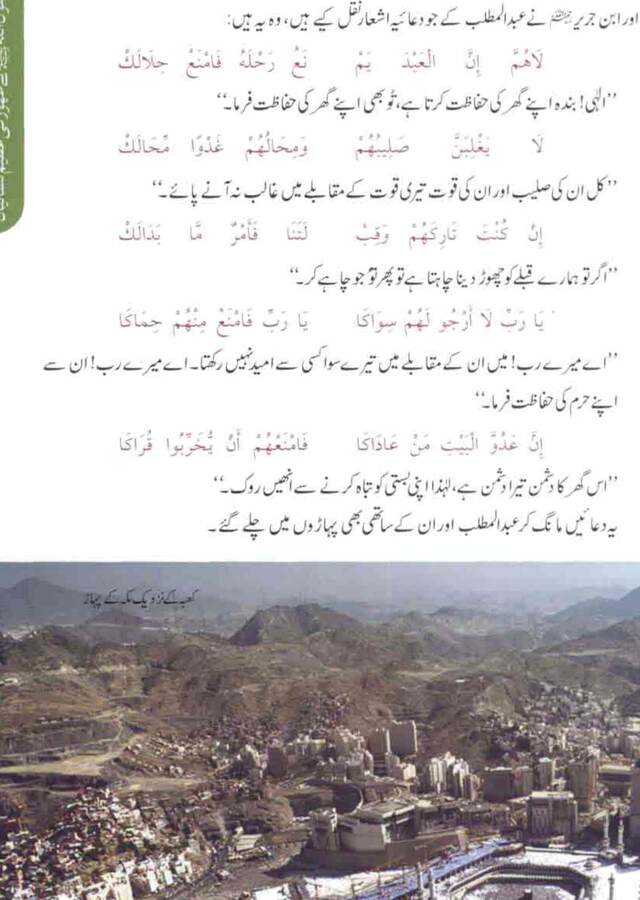 اور ابن جریر رحمہ اللہ نے عبدالمطلب کے جو دعائیہ اشعار نقل کیے ہیں، وہ یہ ہیں:
لَاهُمَّ إِنَّ الْعَبْدَ يَمْ نَعُ رَحْلَهُ فَامْنَعْ حِلَالَكْ
’’الٰہی! بندہ اپنے گھر کی حفاظت کرتا ہے، تُو بھی اپنے گھر کی حفاظت فرما۔‘‘
لَا يَغْلِبَنَّ صَلِيبُهُمْ وَمِحَالُهُمْ غَدْوًا مِّحَالَكْ
’’کل ان کی صلیب اور ان کی قوت تیری قوت کے مقابلے میں غالب نہ آنے پائے۔‘‘
إِنْ كُنْتَ تَارِكَهُمْ وَقِبْ لَتَنَا فَأَمْرٌ مَّا بَدَالَكْ
’’اگر تو ہمارے قبلے کو چھوڑ دینا چاہتا ہے تو پھر تُو جو چاہے کر۔‘‘
يَا رَبِّ لَا أَرْجُو لَهُمْ سِوَاكَا يَا رَبِّ فَامْنَعْ مِنْهُمْ حِمَاكَا
’’اے میرے رب! میں ان کے مقابلے میں تیرے سوا کسی سے امید نہیں رکھتا۔ اے میرے رب! ان سے
اپنے حرم کی حفاظت فرما۔‘‘
إِنَّ عَدُوَّ الْبَيْتِ مَنْ عَادَاكَا فَامْنَعْهُمْ أَنْ يُّخَرِّبُوا قُرَاكَا
’’اس گھر کا دشمن تیرا دشمن ہے، لہٰذا اپنی بستی کو تباہ کرنے سے انھیں روک۔‘‘
یہ دعائیں مانگ کر عبدالمطلب اور ان کے ساتھی بھی پہاڑوں میں چلے گئے۔
کعبہ کے نزدیک مکہ کے پہاڑ